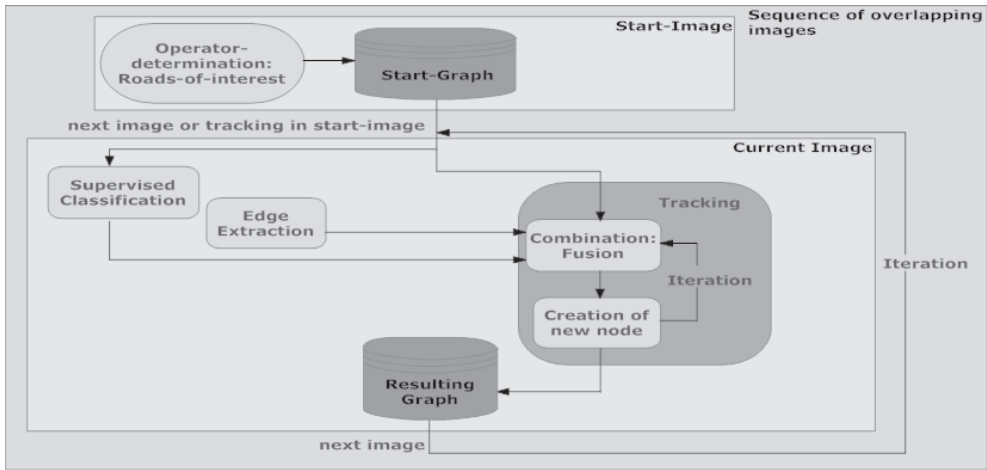 Sequence of overlapping
images
Start-Image
Operator-
determination:
Roads-of-interest
Start-Graph
next image or tracking in start-image
Current Image
Supervised
Classification
Edge
Extraction
Tracking
Combination:
Fusion
Iteration
Creation of
new node
Iteration
Resulting
Graph
next image